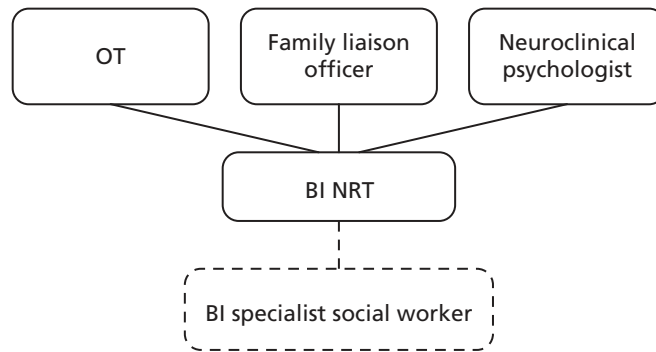 OT
Family liaison
officer
Neuroclinical
psychologist
BI NRT
BI specialist social worker